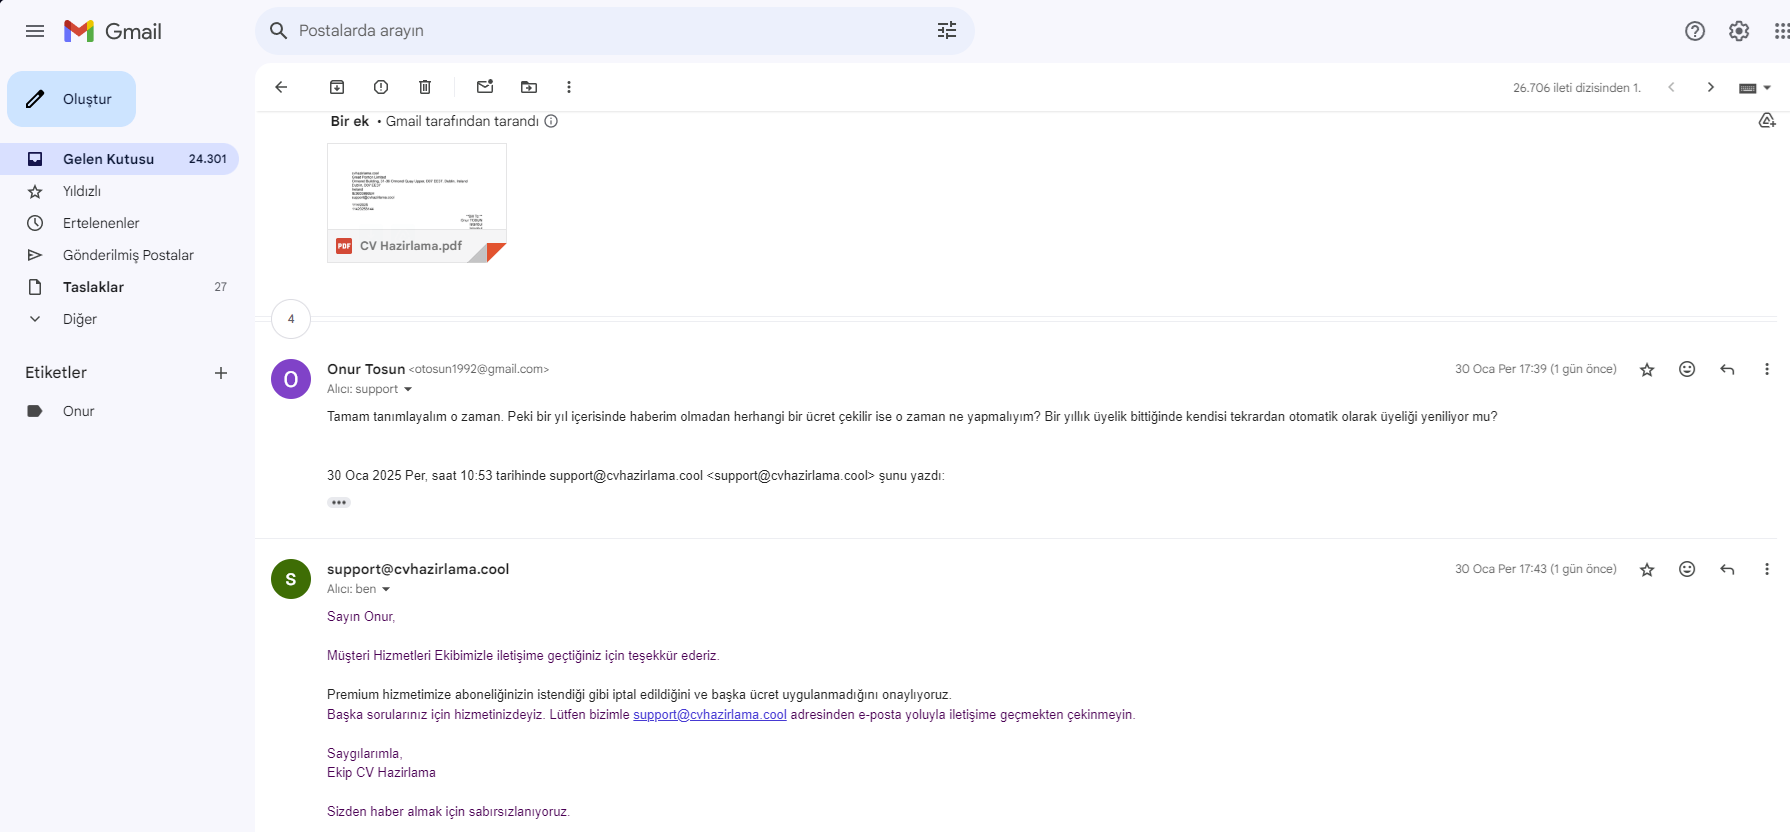 Gmail
Postalarda arayın
Oluştur
Gelen Kutusu 24.301
Yıldızlı
Ertelenenler
Gönderilmiş Postalar
Taslaklar 27
Diğer
Etiketler
Onur
26.706 ileti dizisinden 1.
Bir ek • Gmail tarafından tarandı
support@cvhazirlama.cool
PDF CV Hazirlama.pdf
4
O
Onur Tosun <otosun1992@gmail.com>
30 Oca Per 17:39 (1 gün önce)
Alıcı: support
Tamam tanımlayalım o zaman. Peki bir yıl içerisinde haberim olmadan herhangi bir ücret çekilir ise o zaman ne yapmalıyım? Bir yıllık üyelik bittiğinde kendisi tekrardan otomatik olarak üyeliği yeniliyor mu?
30 Oca 2025 Per, saat 10:53 tarihinde support@cvhazirlama.cool <support@cvhazirlama.cool> şunu yazdı:
S
support@cvhazirlama.cool
30 Oca Per 17:43 (1 gün önce)
Alıcı: ben
Sayın Onur,
Müşteri Hizmetleri Ekibimizle iletişime geçtiğiniz için teşekkür ederiz.
Premium hizmetimize aboneliğinizin istendiği gibi iptal edildiğini ve başka ücret uygulanmadığını onaylıyoruz.
Başka sorularınız için hizmetinizdeyiz. Lütfen bizimle support@cvhazirlama.cool adresinden e-posta yoluyla iletişime geçmekten çekinmeyin.
Saygılarımla,
Ekip CV Hazirlama
Sizden haber almak için sabırsızlanıyoruz.